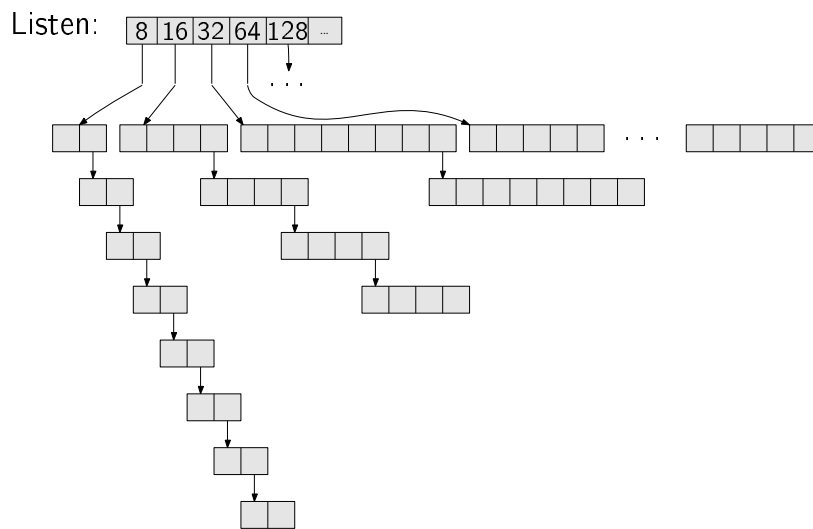 Listen: 8 16 32 64 128 ...
. . .
. . .